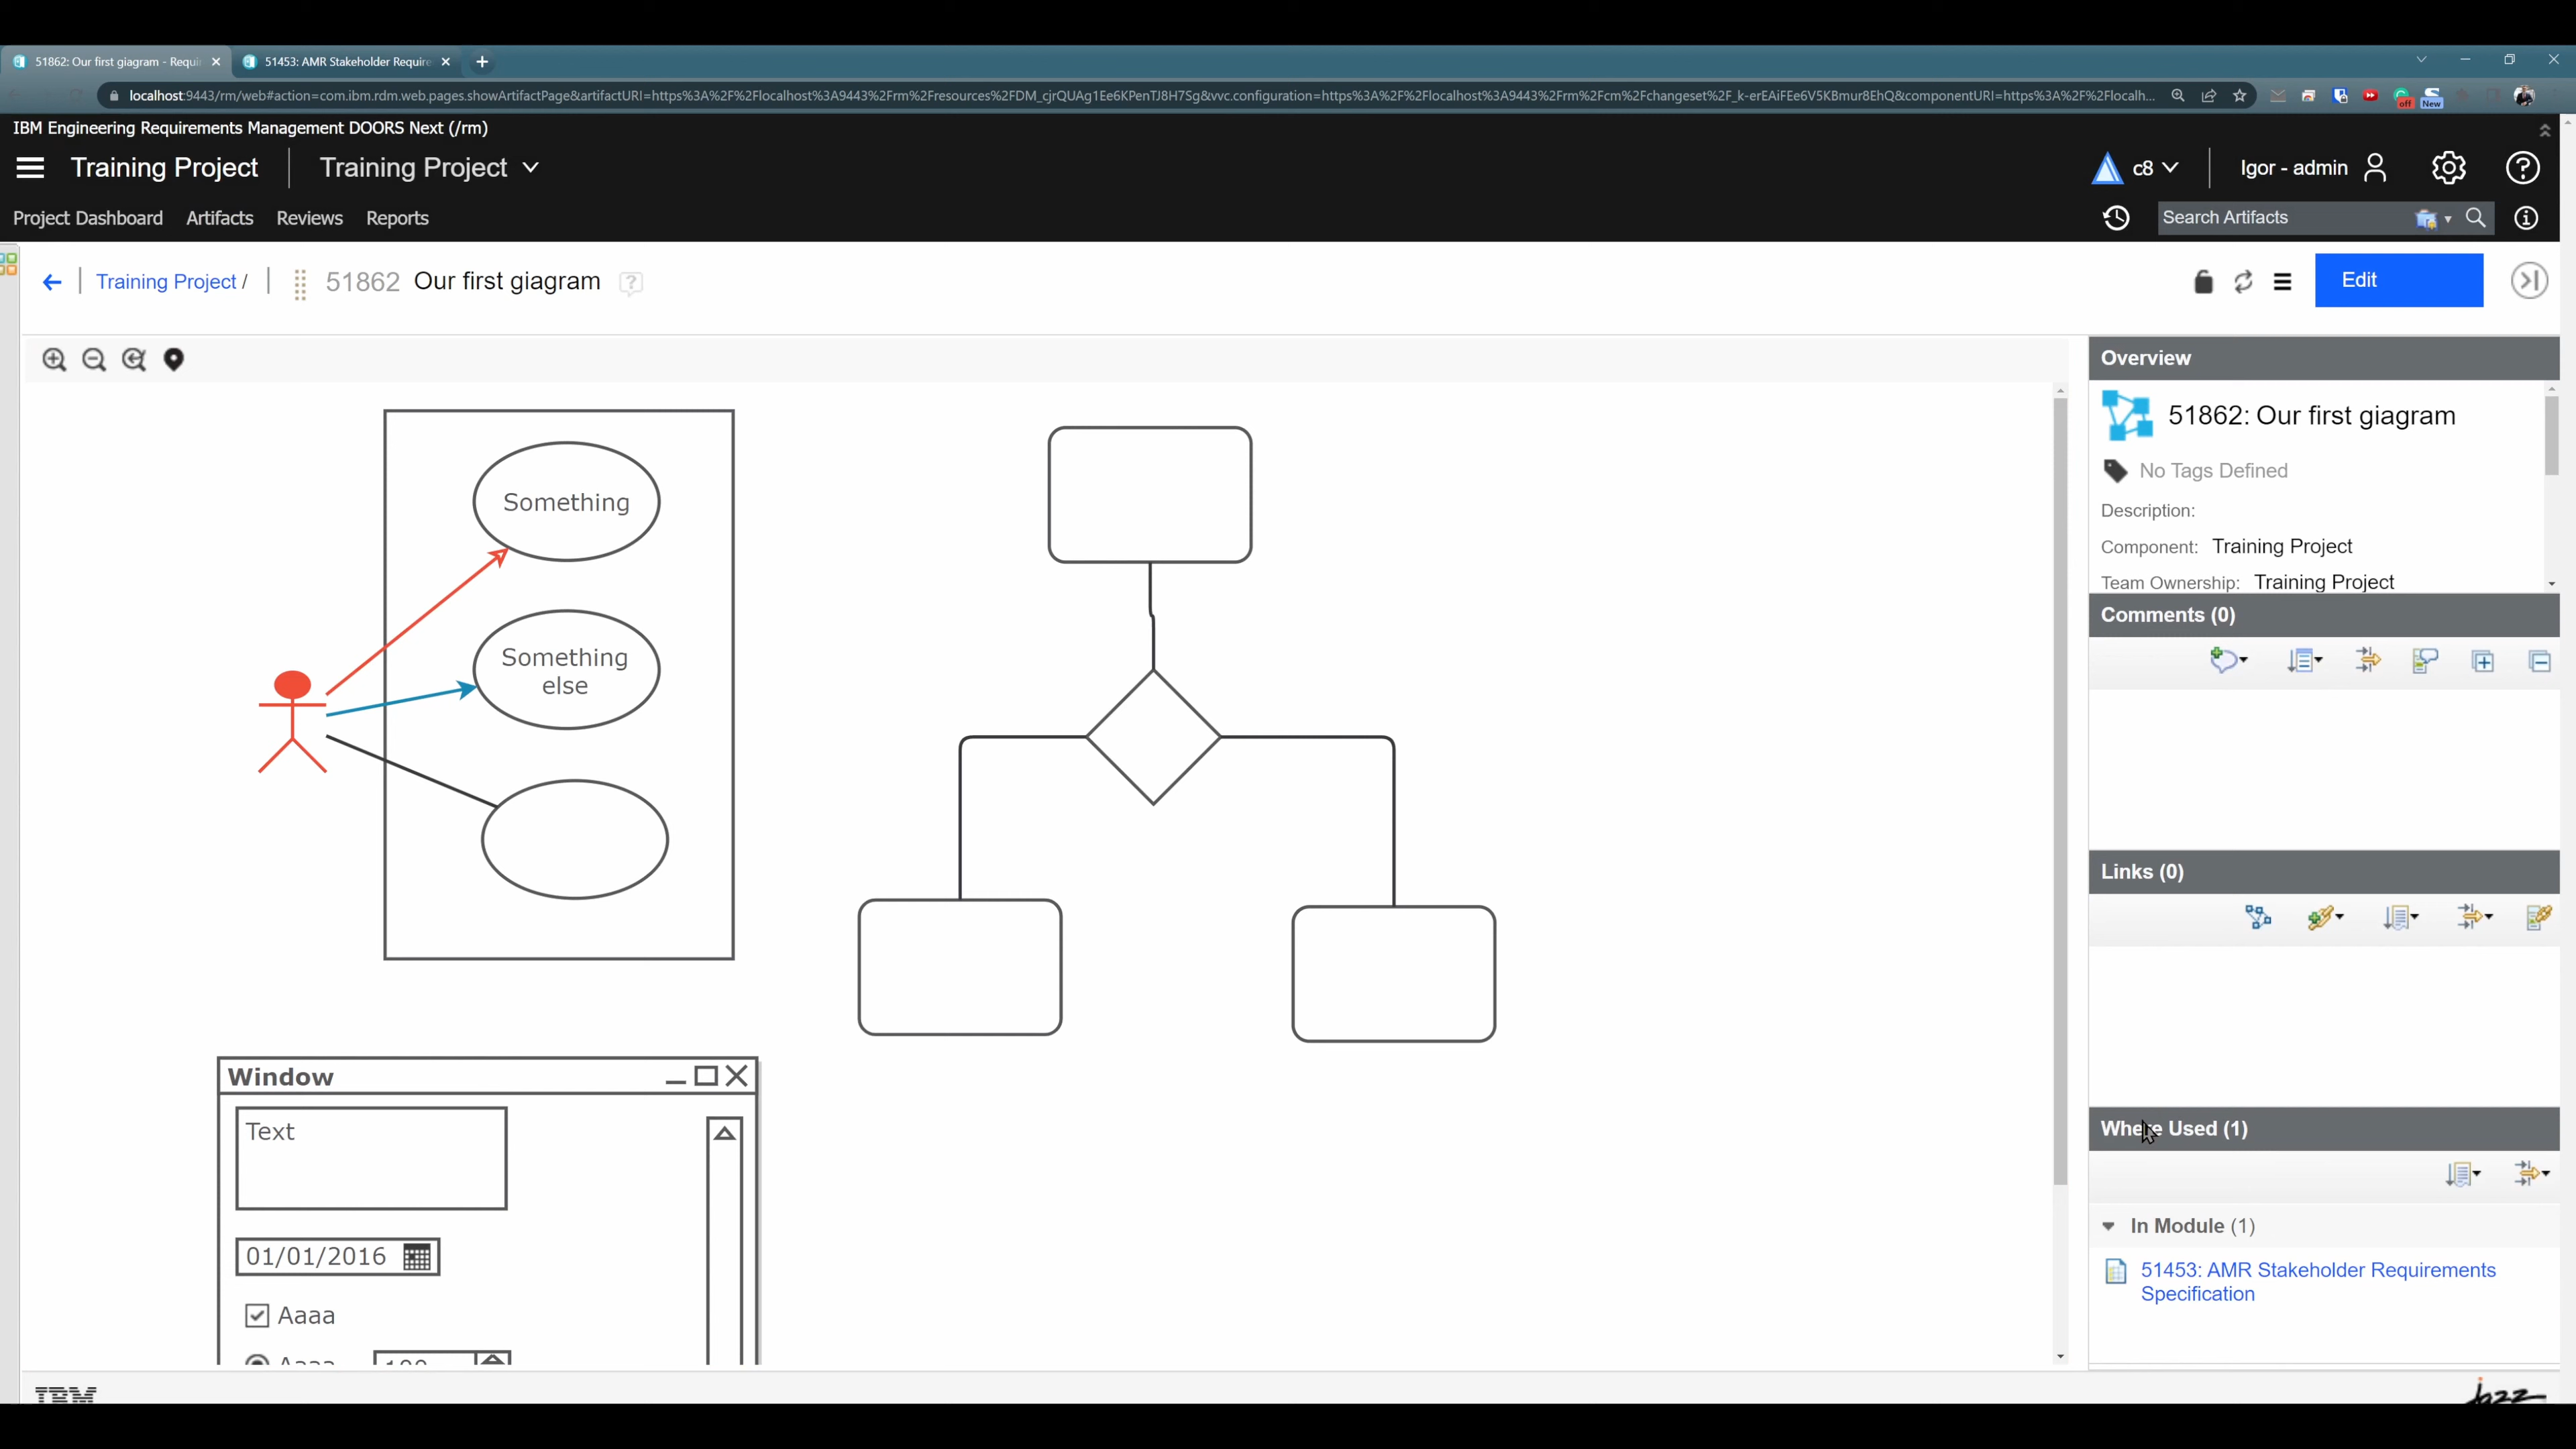 51862: Our first giagram - Requi
51453: AMR Stakeholder Require
localhost:9443/rm/web#action=com.ibm.rdm.web.pages.showArtifactPage&artifactURI=https%3A%2F%2Flocalhost%3A9443%2Frm%2Fresources%2FDM_cjrQUAg1Ee6KPenTJ8H7Sg&vvc.configuration=https%3A%2F%2Flocalhost%3A9443%2Frm%2Fcm%2Fchangeset%2F_k-erEAiFEe6V5KBmur8EhQ&componentURI=https%3A%2F%2Flocalh...
off
New
IBM Engineering Requirements Management DOORS Next (/rm)
Training Project
Training Project
c8
Igor - admin
Project Dashboard
Artifacts
Reviews
Reports
Search Artifacts
Training Project /
51862 Our first giagram
Edit
Something
Something
else
Window
Text
01/01/2016
Aaaa
Aaaa
100
Overview
51862: Our first giagram
No Tags Defined
Description:
Component: Training Project
Team Ownership: Training Project
Comments (0)
Links (0)
Where Used (1)
In Module (1)
51453: AMR Stakeholder Requirements
Specification
IBM
jazz